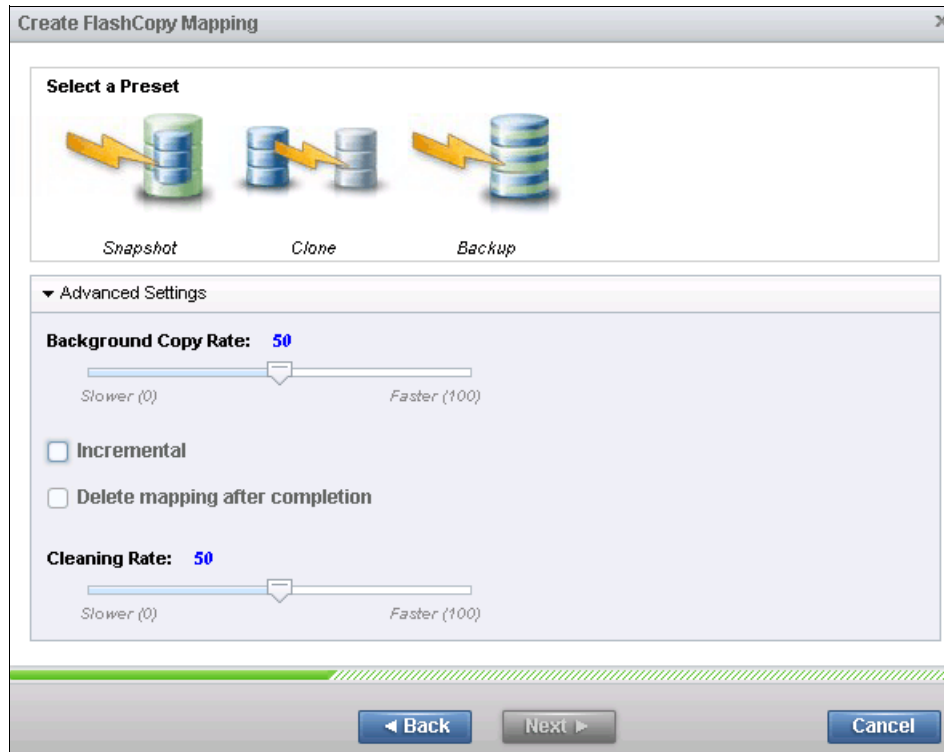 Create FlashCopy Mapping
Select a Preset
Snapshot Clone Backup
Advanced Settings
Background Copy Rate: 50
Slower (0) Faster (100)
Incremental
Delete mapping after completion
Cleaning Rate: 50
Slower (0) Faster (100)
Back Next Cancel